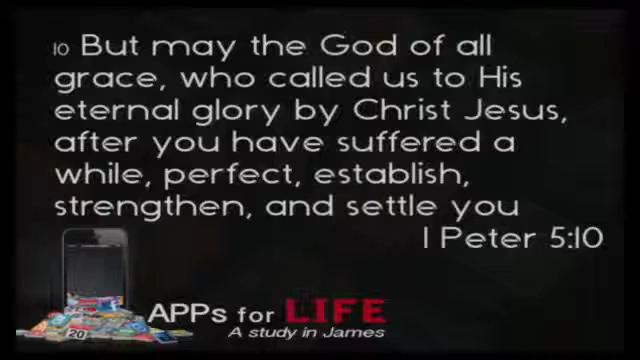 10 But may the God of all
grace, who called us to His
eternal glory by Christ Jesus,
after you have suffered a
while, perfect, establish,
strengthen, and settle you
1 Peter 5:10
APPs for LIFE
A study in James
20